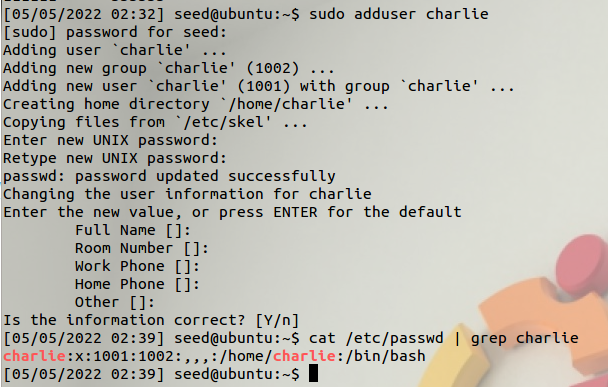 [05/05/2022 02:32] seed@ubuntu:~$ sudo adduser charlie
[sudo] password for seed:
Adding user `charlie' ...
Adding new group `charlie' (1002) ...
Adding new user `charlie' (1001) with group `charlie' ...
Creating home directory `/home/charlie' ...
Copying files from `/etc/skel' ...
Enter new UNIX password:
Retype new UNIX password:
passwd: password updated successfully
Changing the user information for charlie
Enter the new value, or press ENTER for the default
        Full Name []:
        Room Number []:
        Work Phone []:
        Home Phone []:
        Other []:
Is the information correct? [Y/n]
[05/05/2022 02:39] seed@ubuntu:~$ cat /etc/passwd | grep charlie
charlie:x:1001:1002:,,,:/home/charlie:/bin/bash
[05/05/2022 02:39] seed@ubuntu:~$